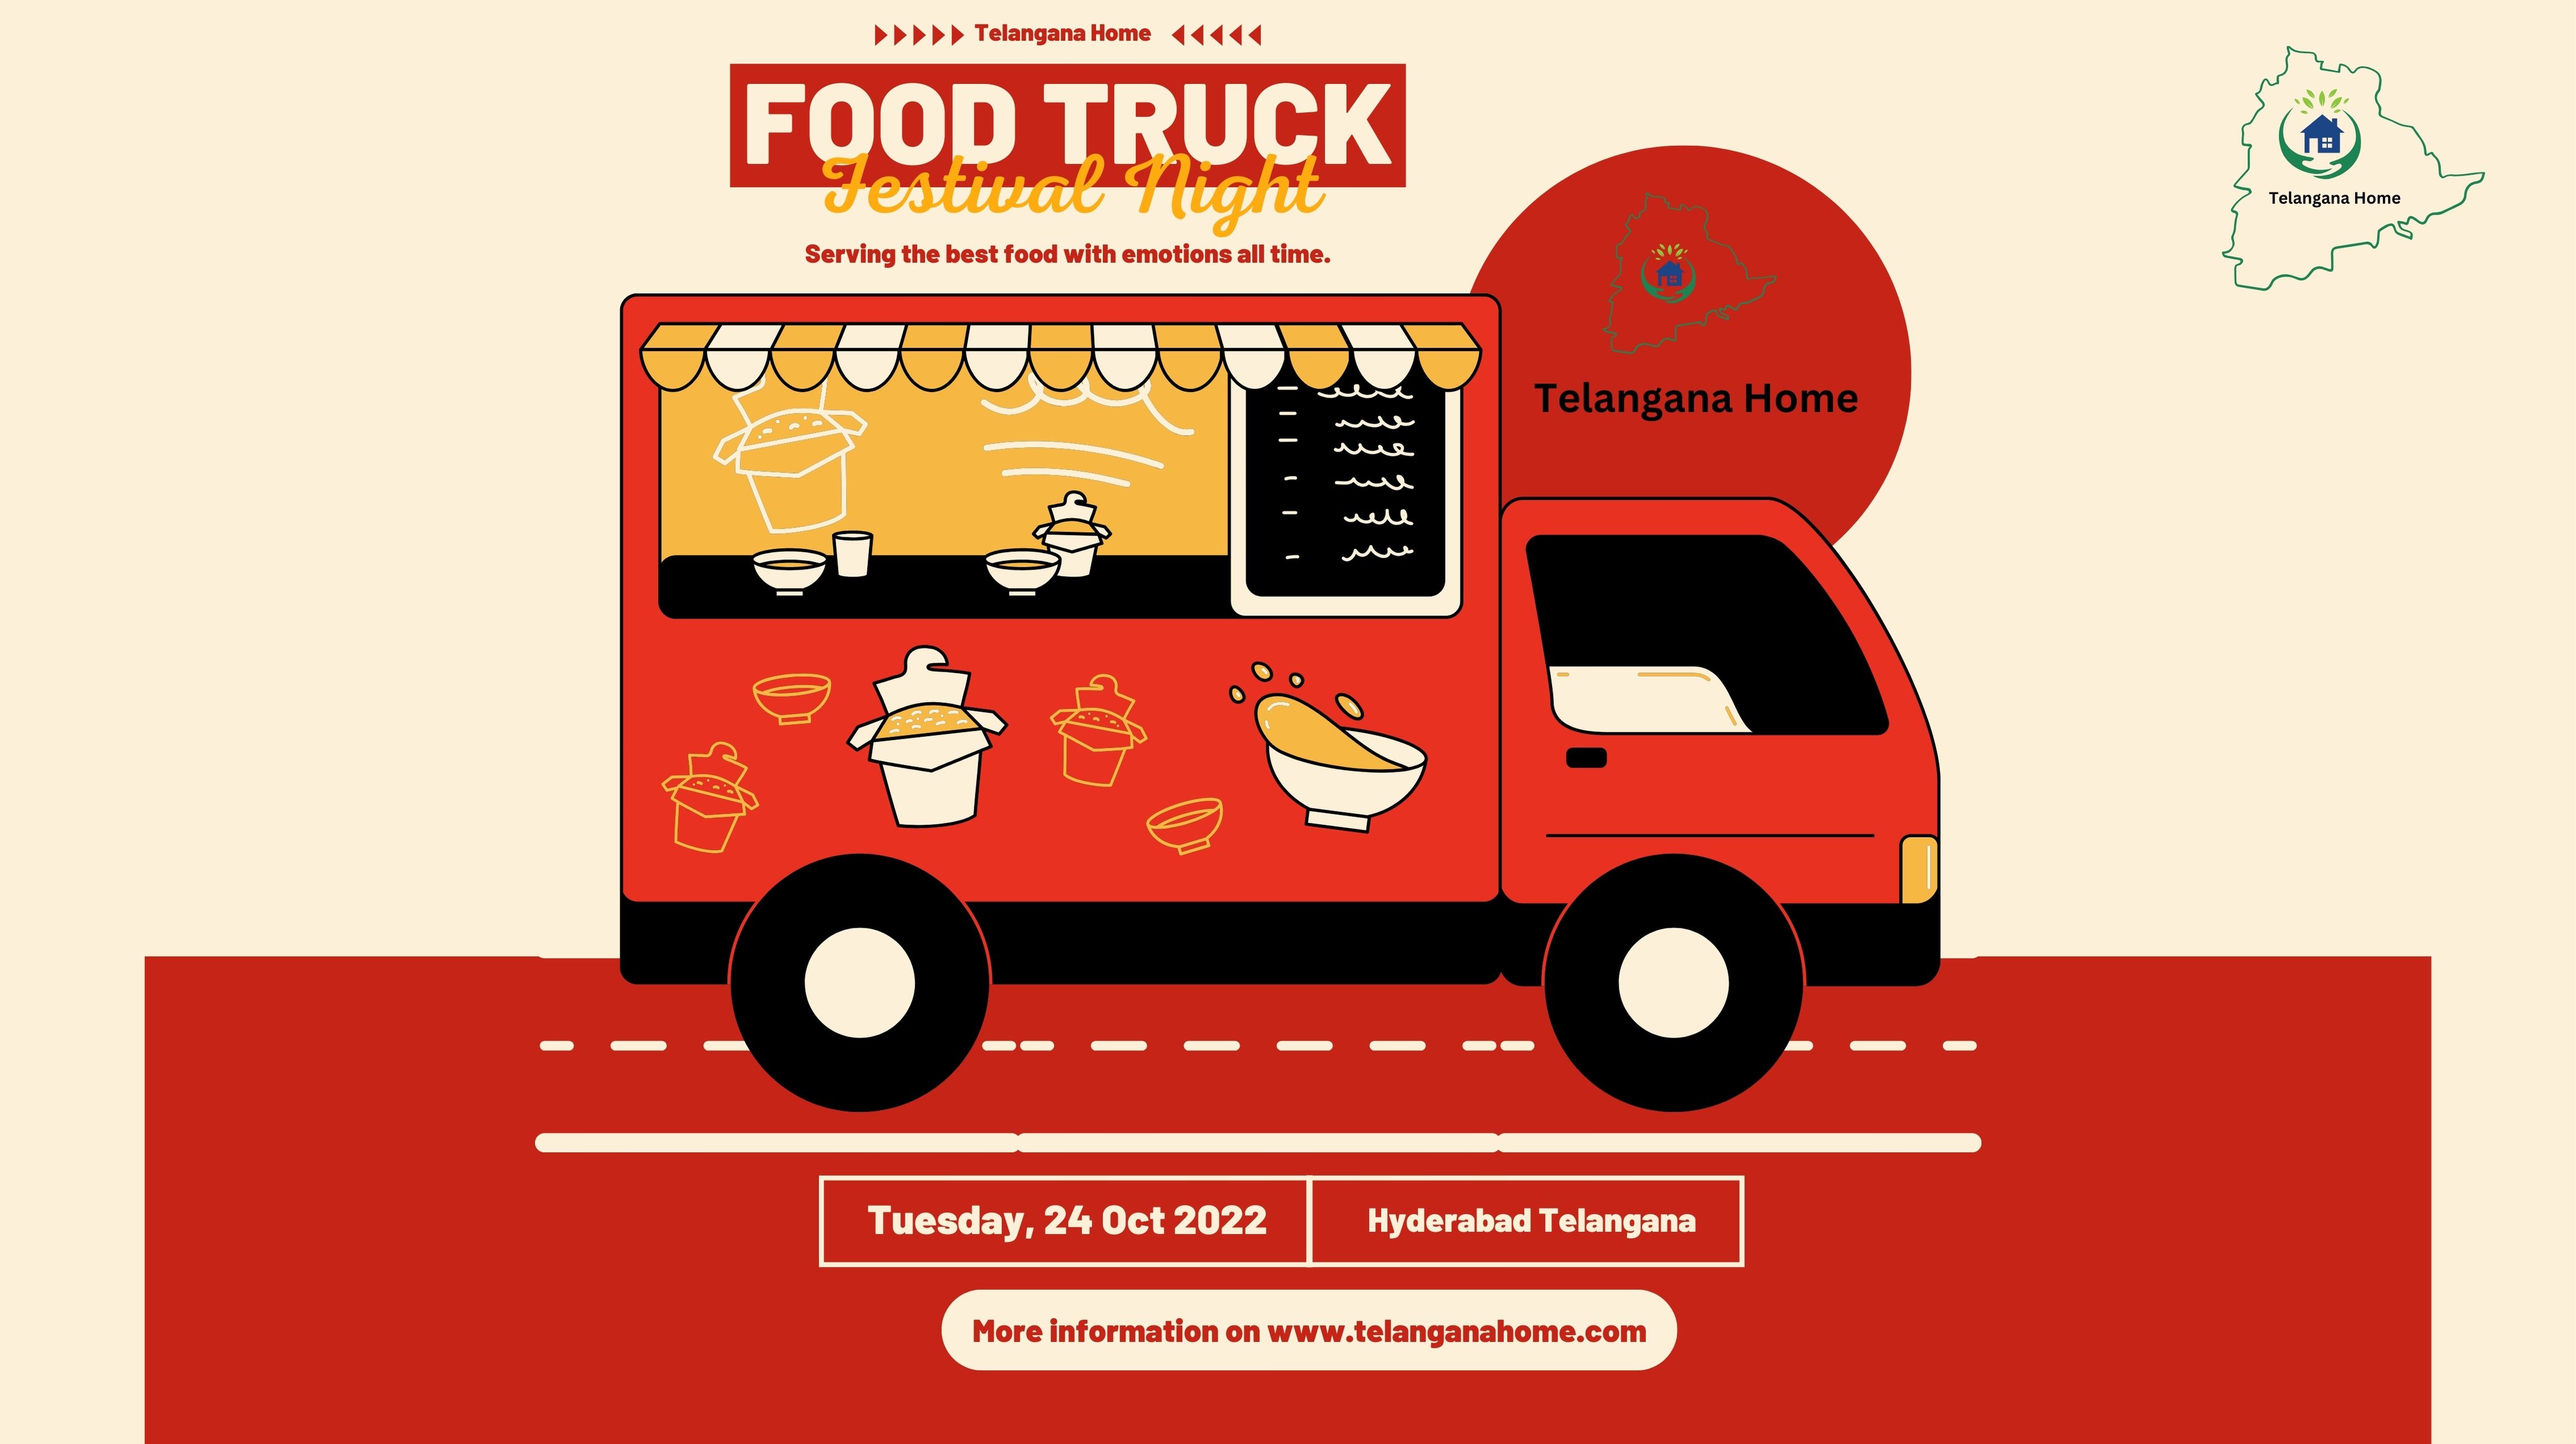 Telangana Home
FOOD TRUCK
Festival Night
Serving the best food with emotions all time.
Telangana Home
Telangana Home
Tuesday, 24 Oct 2022
Hyderabad Telangana
More information on www.telanganahome.com